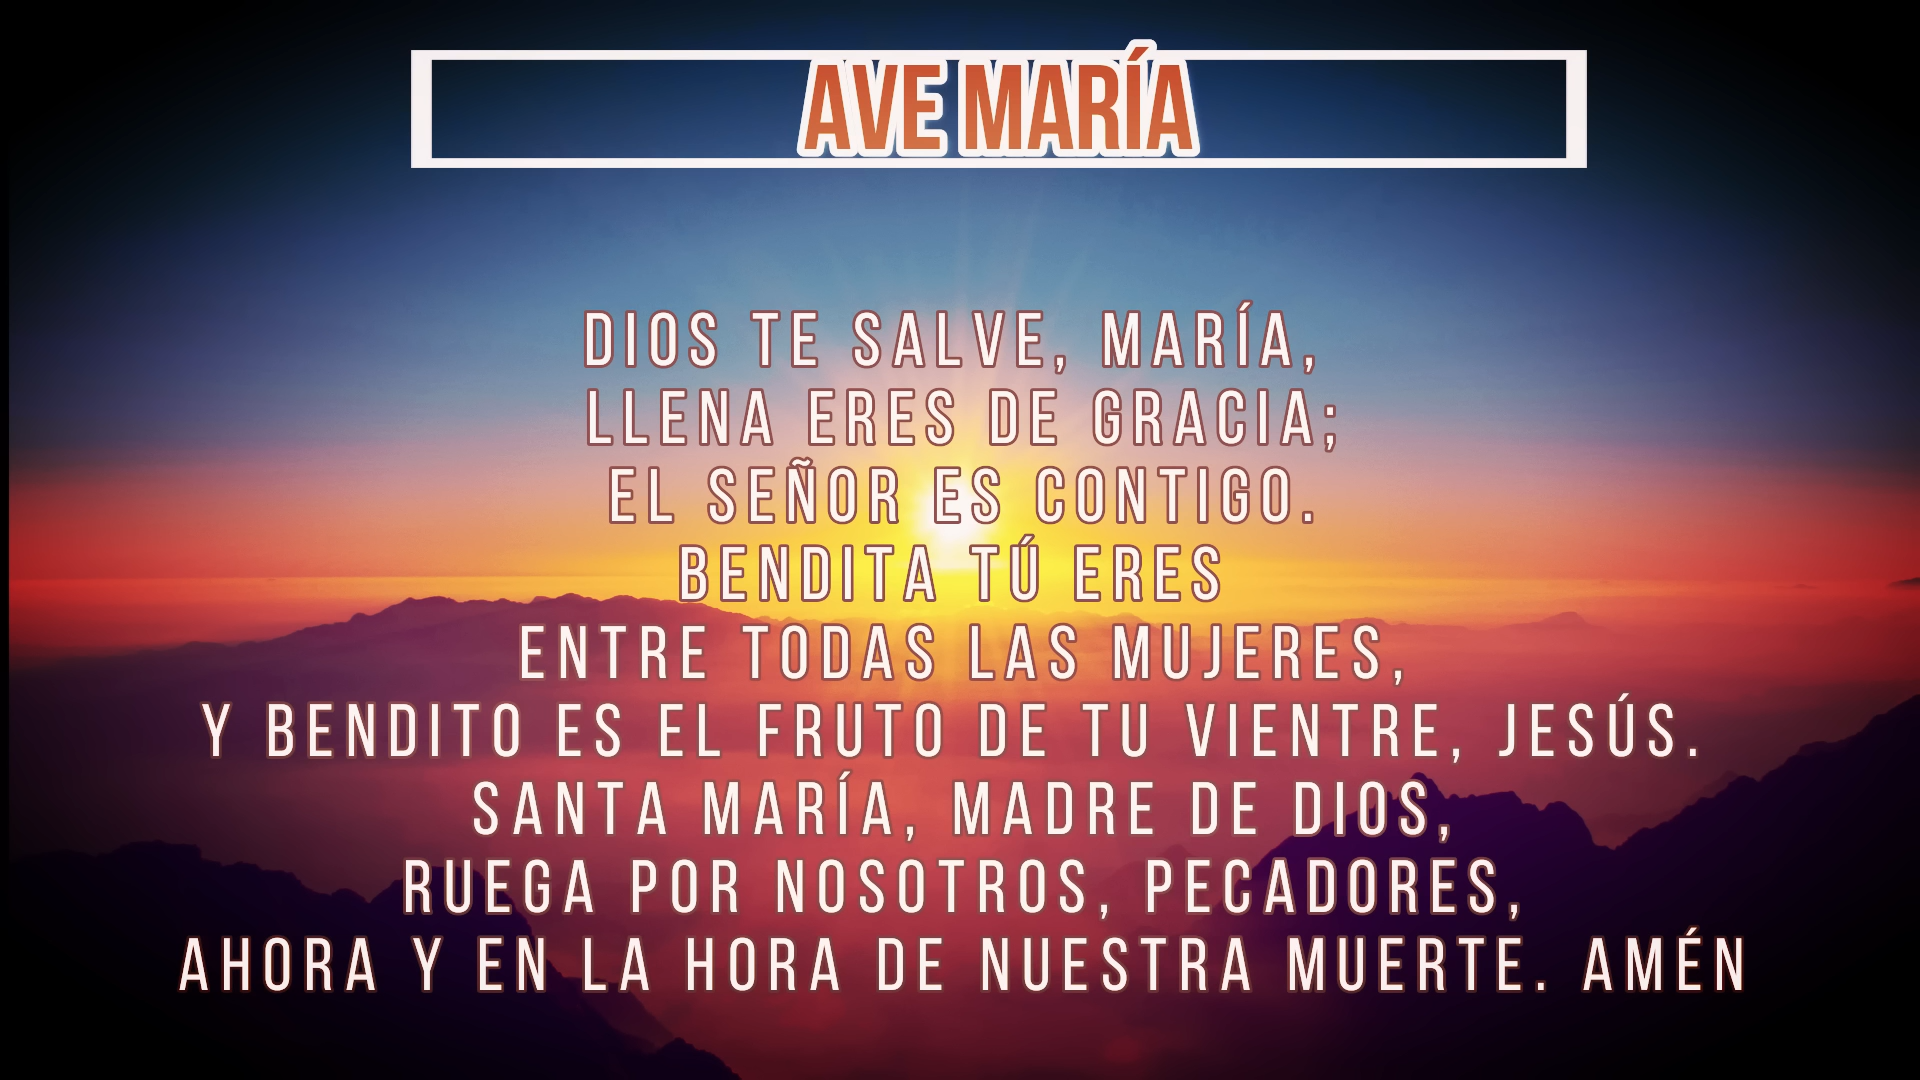 AVE MARÍA
DIOS TE SALVE, MARÍA,
LLENA ERES DE GRACIA;
EL SEÑOR ES CONTIGO.
BENDITA TÚ ERES
ENTRE TODAS LAS MUJERES,
Y BENDITO ES EL FRUTO DE TU VIENTRE, JESÚS.
SANTA MARÍA, MADRE DE DIOS,
RUEGA POR NOSOTROS, PECADORES,
AHORA Y EN LA HORA DE NUESTRA MUERTE. AMÉN